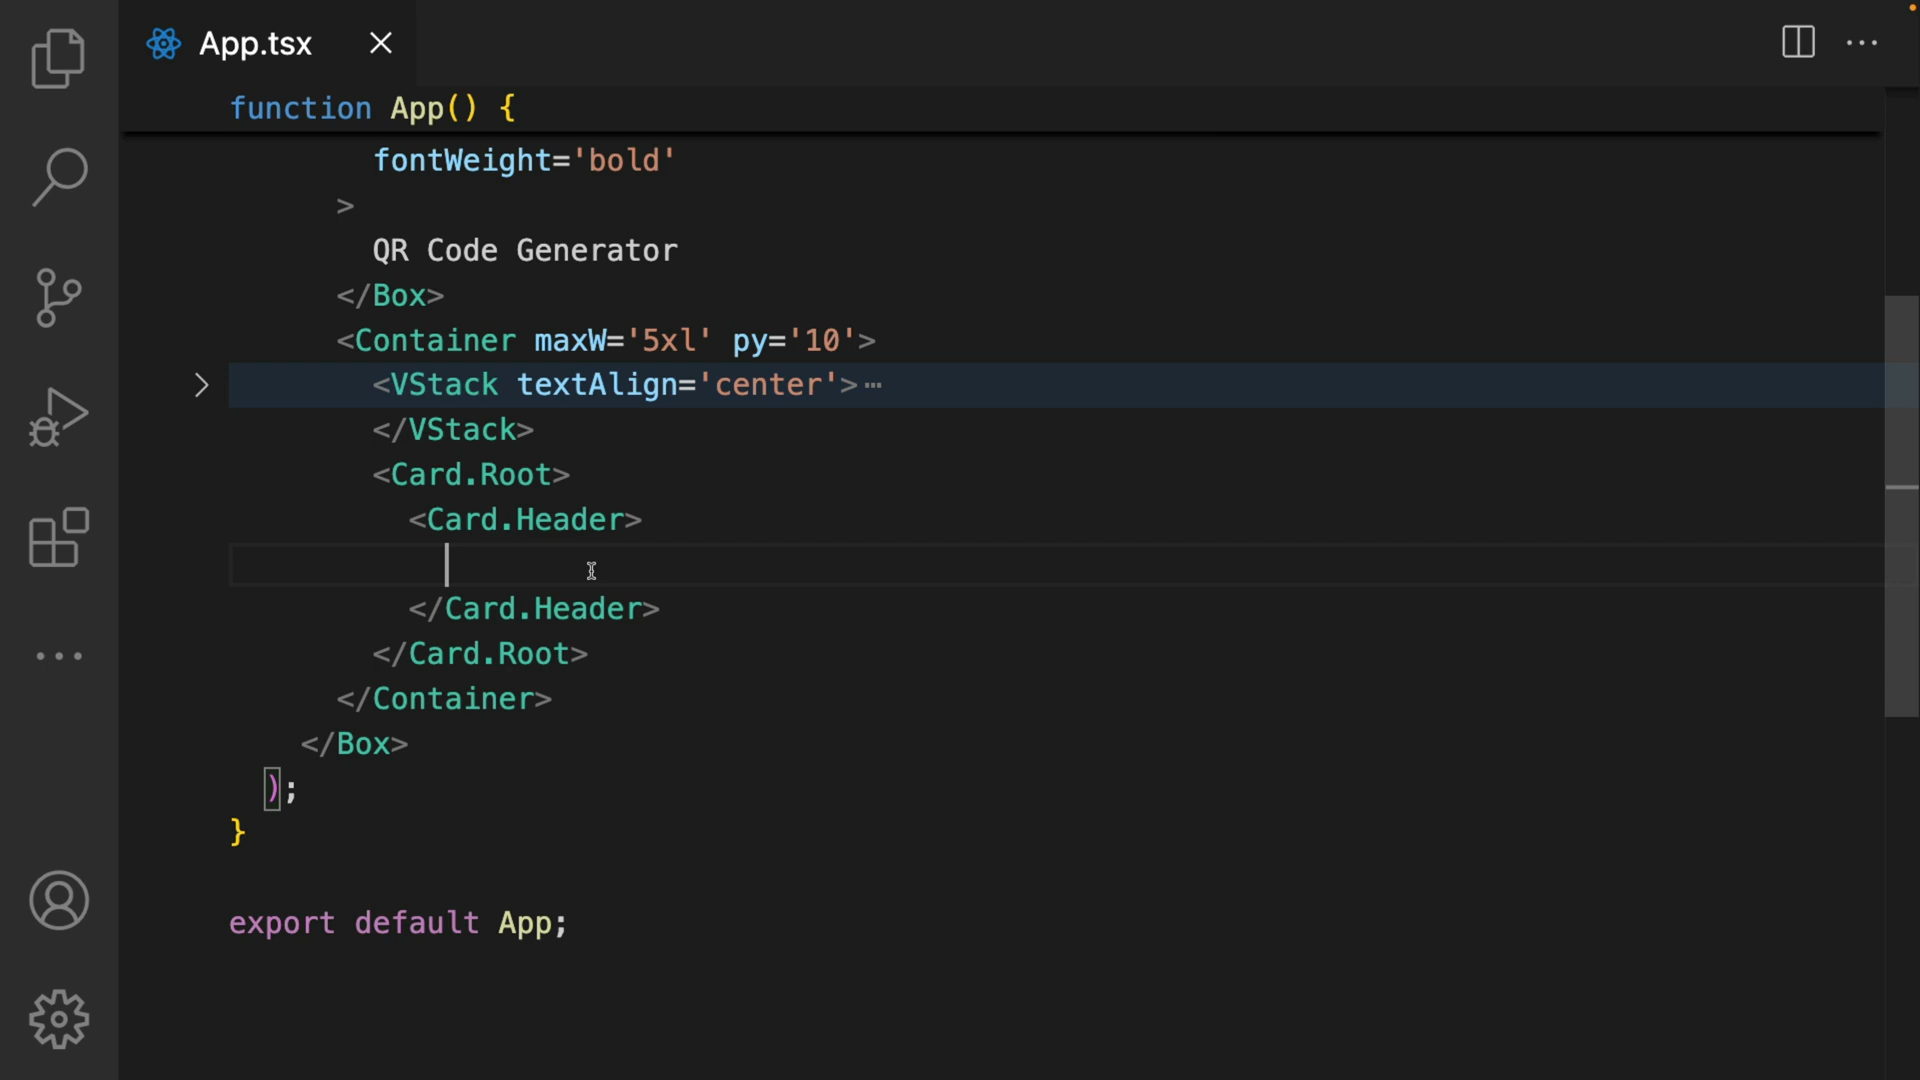 App.tsx
function App() {
fontWeight='bold'
>
QR Code Generator
</Box>
<Container maxW='5xl' py='10'>
<VStack textAlign='center'>…
</VStack>
<Card.Root>
<Card.Header>
</Card.Header>
</Card.Root>
</Container>
</Box>
);
}
export default App;